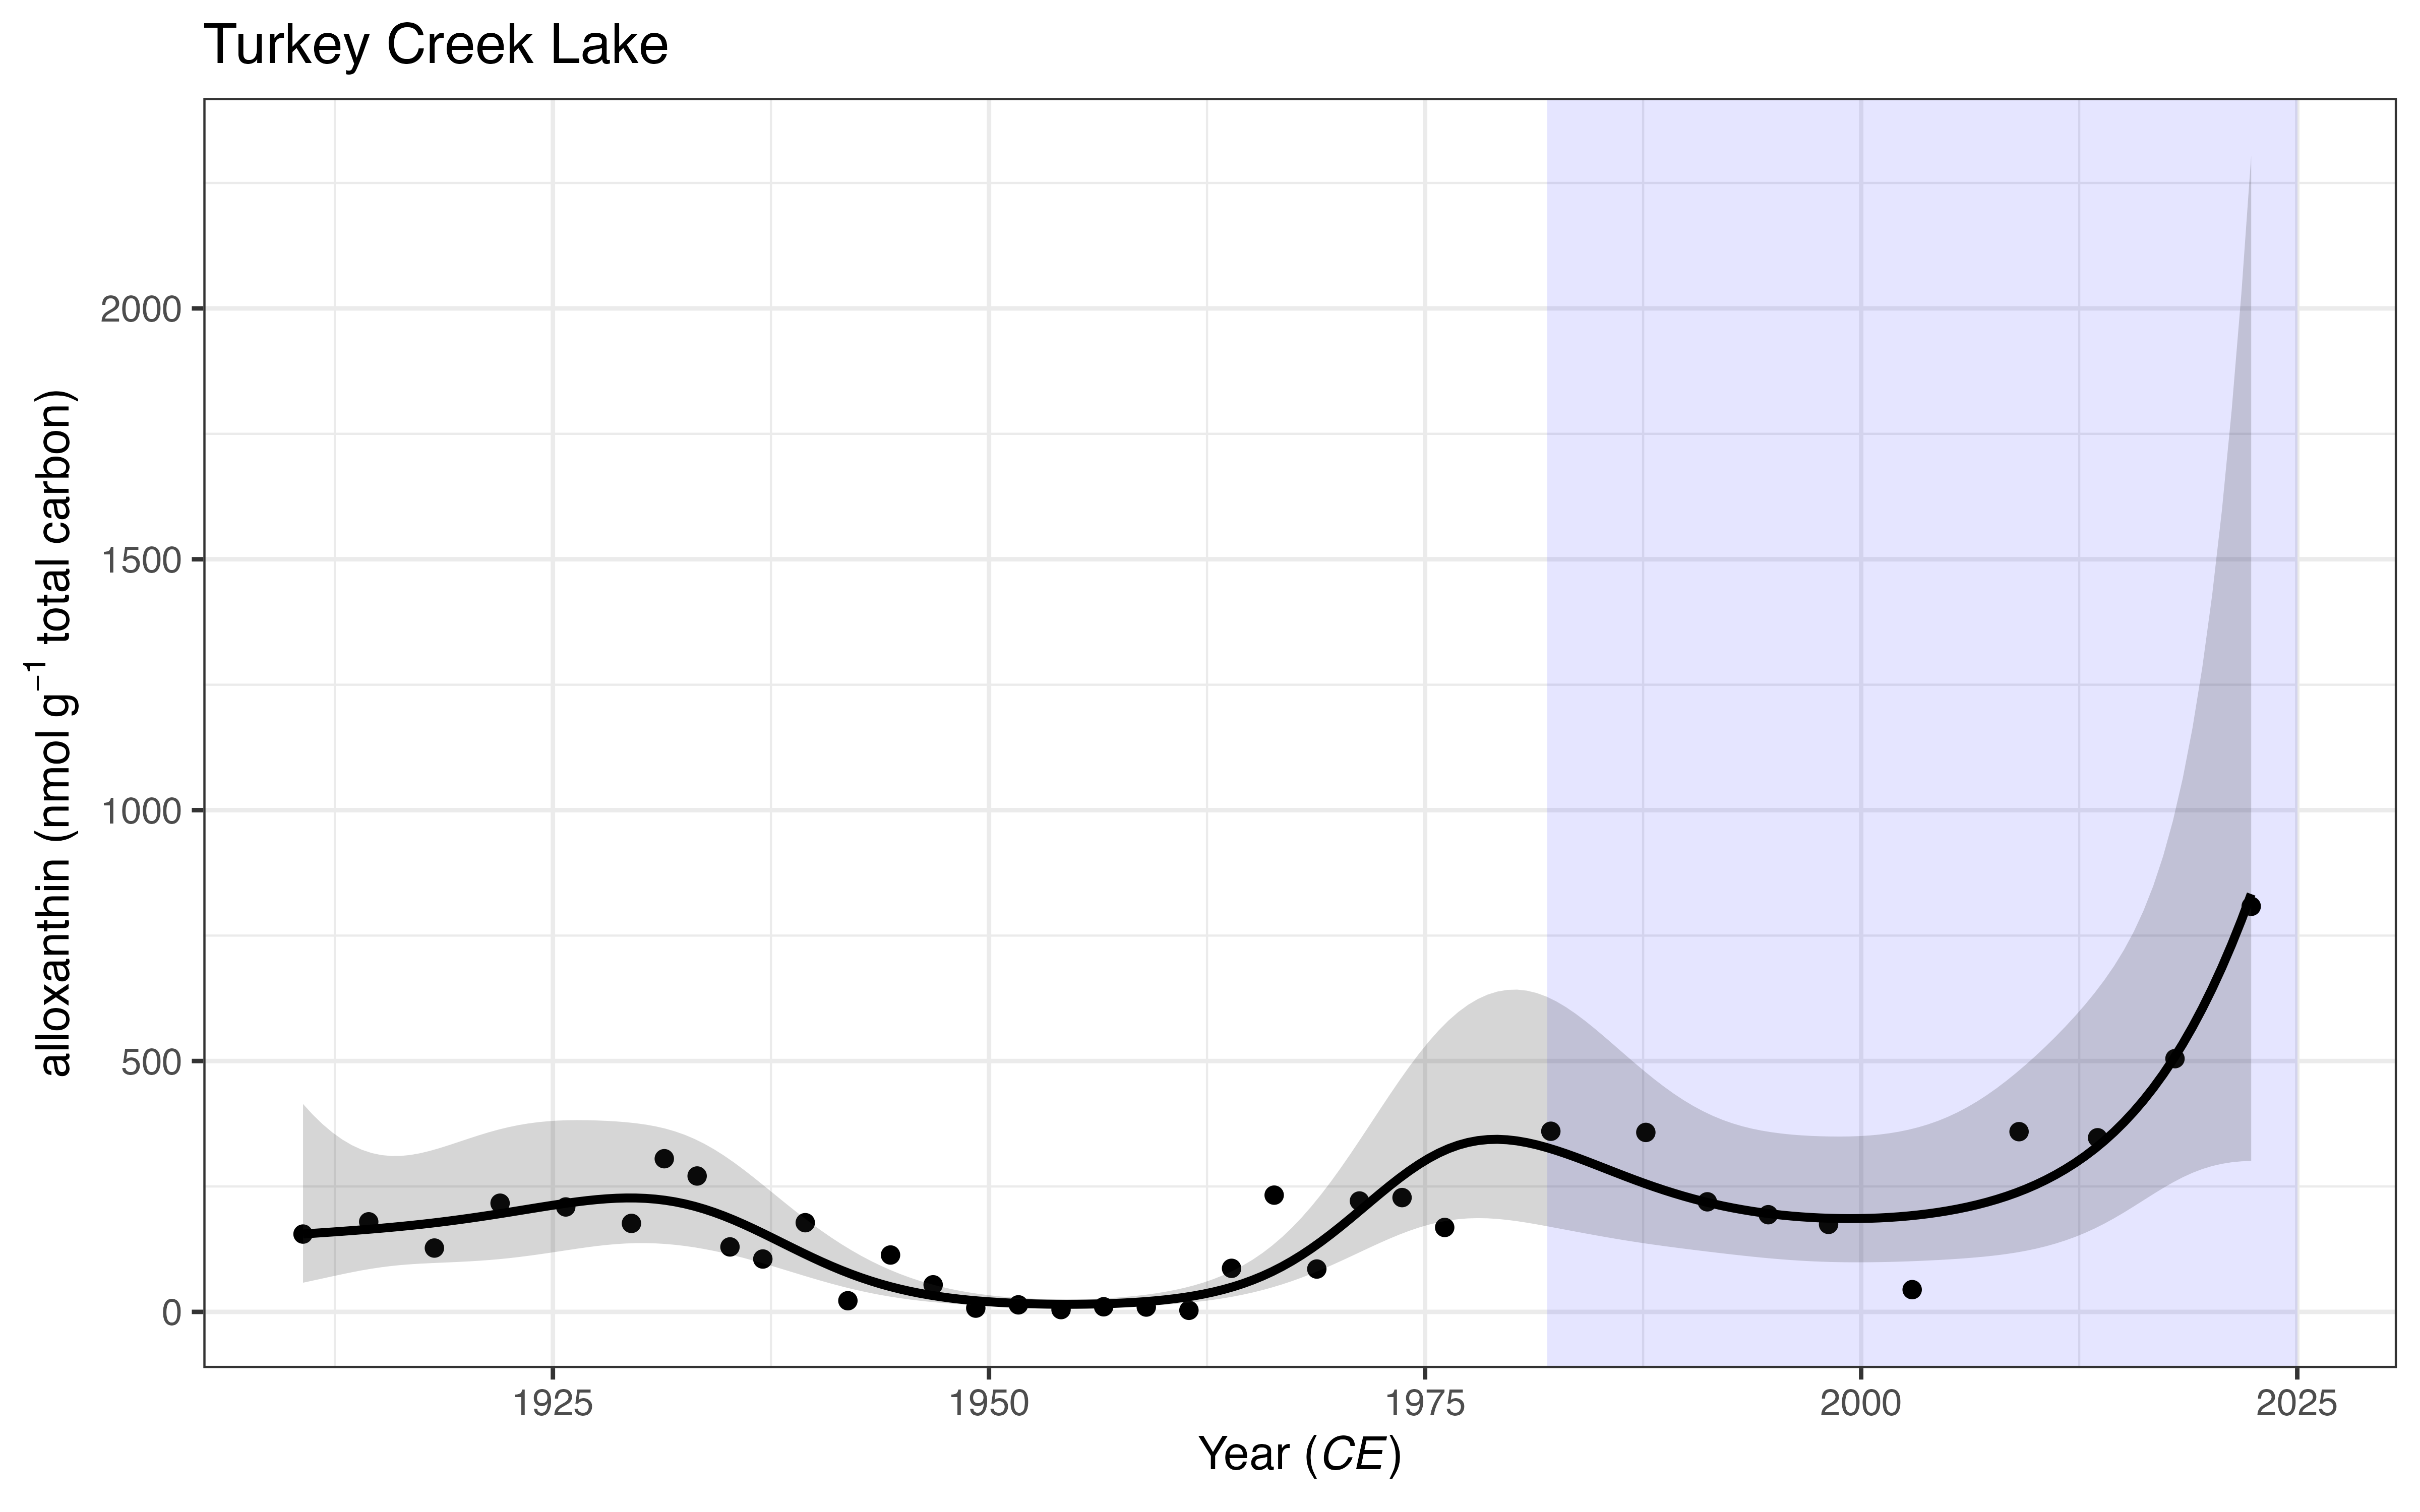 Turkey Creek Lake
alloxanthin (nmol g⁻¹ total carbon)
2000
1500
1000
500
0
1925 1950 1975 2000 2025
Year (CE)